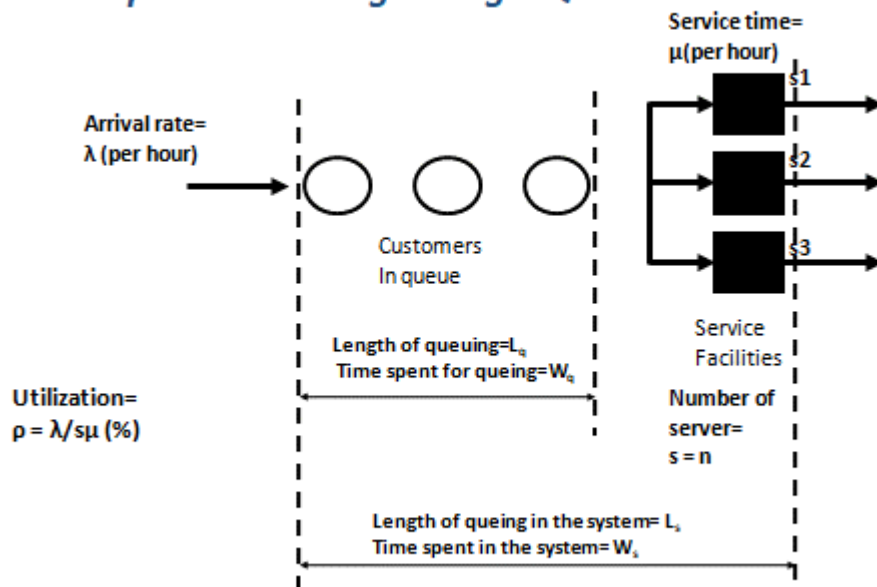 Service time=
μ(per hour)
s1
Arrival rate=
λ (per hour)
s2
s3
Customers
In queue
Service
Facilities
Length of queuing=Lq
Time spent for queing=Wq
Utilization=
ρ = λ/sμ (%)
Number of
server=
s = n
Length of queing in the system= Ls
Time spent in the system= Ws